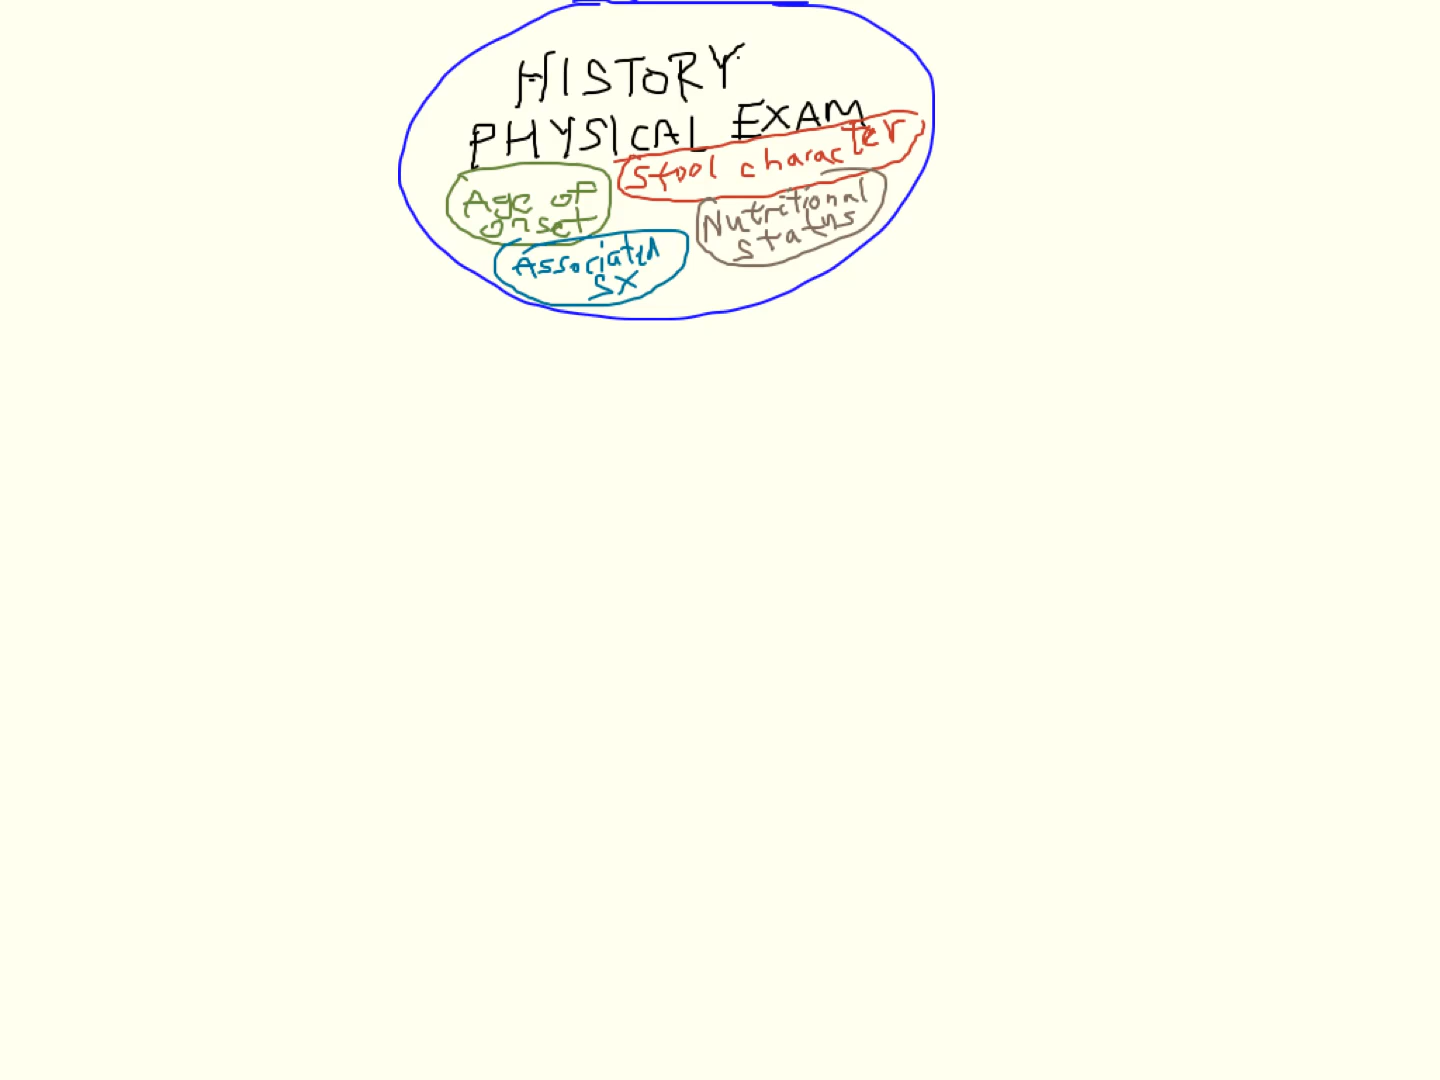 HISTORY
PHYSICAL EXAM
Stool character
Age of
onset
Nutritional
status
Associated
SX